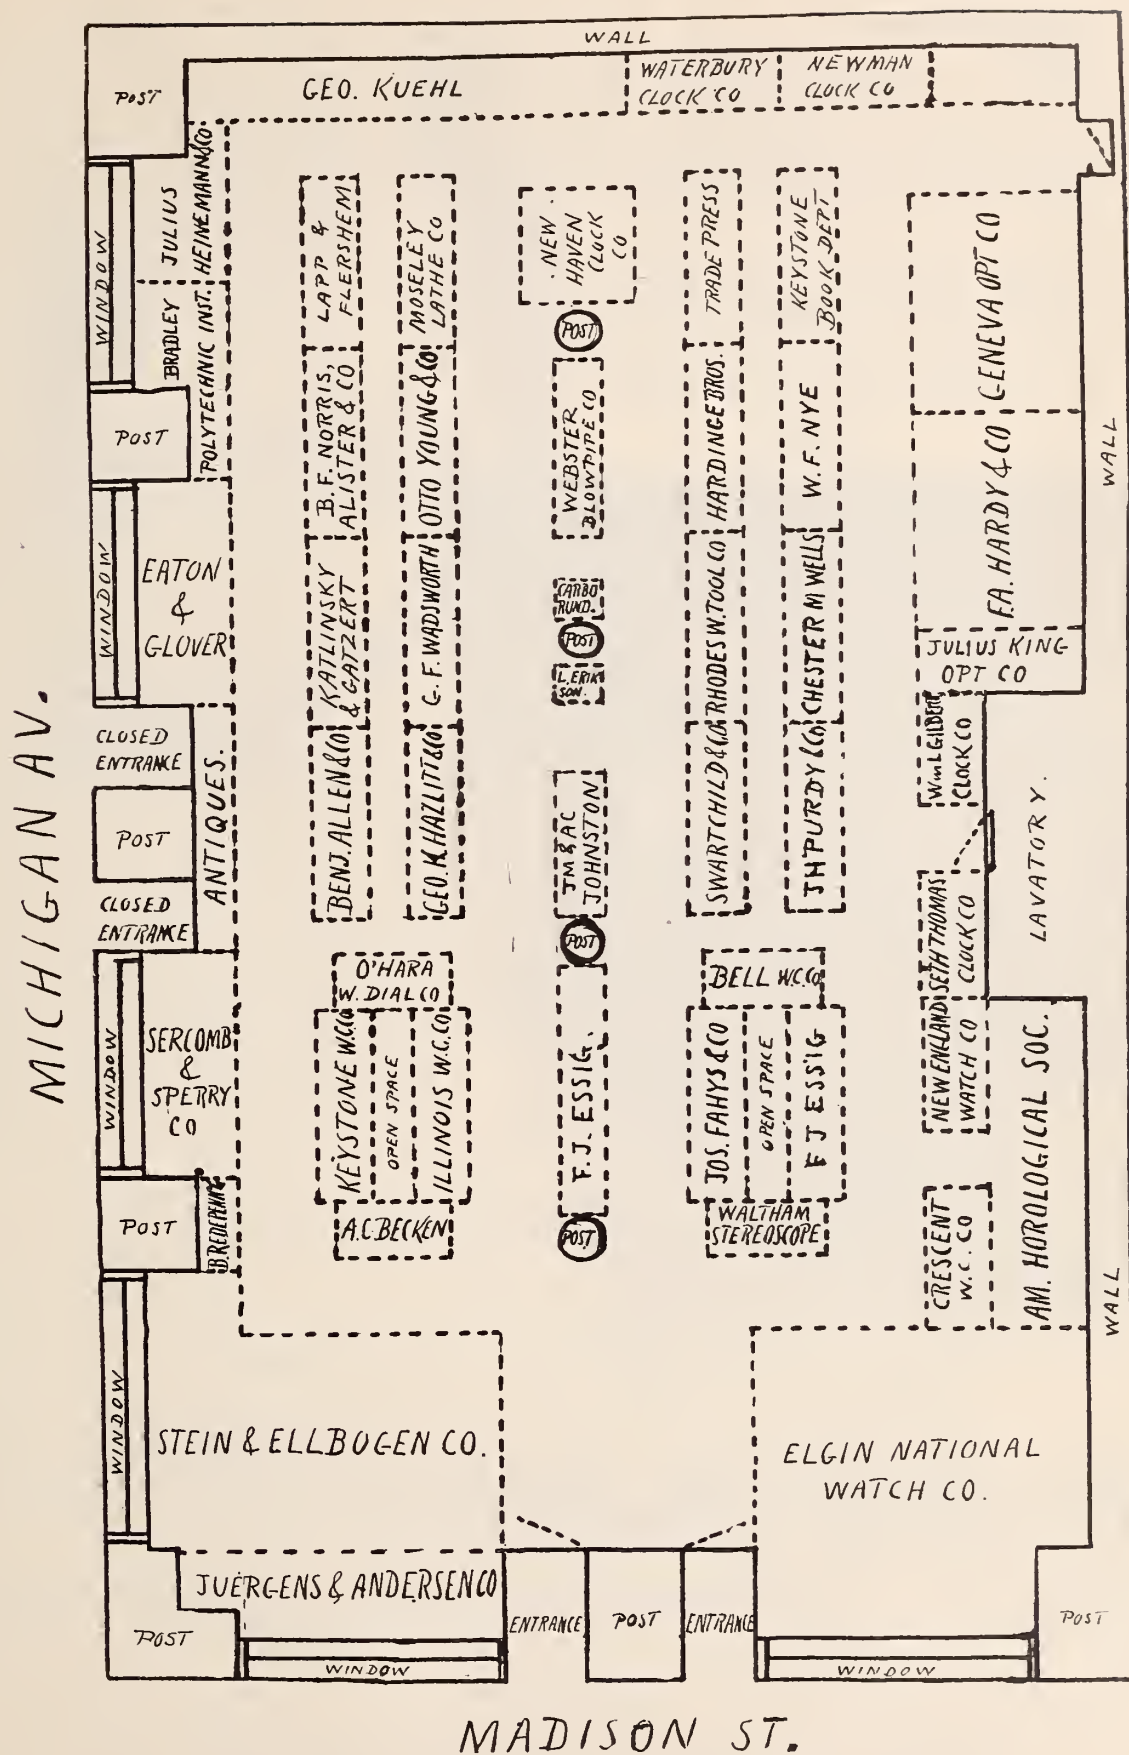 WALL
POST
GEO. KUEHL
WATERBURY
CLOCK CO
NEWMAN
CLOCK CO
WINDOW
JULIUS
HEINEMANN&CO
LAPP &
FLERSHEM
MOSELEY
LATHE CO
NEW
HAVEN
CLOCK
CO
TRADE PRESS
KEYSTONE
BOOK DEPT
GENEVA OPT CO
BRADLEY
POLYTECHNIC INST.
POST
POST
B. F. NORRIS,
ALISTER & CO
OTTO YOUNG &CO
WEBSTER
BLOWPIPE CO
HARDINGE BROS.
W. F. NYE
F.A. HARDY & CO
WALL
WINDOW
EATON
&
GLOVER
KATLINSKY
& GATZERT
G. F. WADSWORTH
CARBO
RUND.
POST
L. ERIK
SON.
RHODES W. TOOL CO
CHESTER M WELLS
JULIUS KING
OPT CO
MICHIGAN AV.
CLOSED
ENTRANCE
POST
CLOSED
ENTRANCE
ANTIQUES.
BENJ. ALLEN &CO
GEO. K. HAZLITT &CO
JM & AC
JOHNSTON
POST
SWARTCHILD & CO
JH PURDY & CO
Wm L GILBERT
CLOCK CO
LAVATORY.
SETH THOMAS
CLOCK CO
WINDOW
SERCOMB
&
SPERRY
CO
O'HARA
W. DIAL CO
KEYSTONE W.C.CO
OPEN SPACE
ILLINOIS W.C.CO
A.C. BECKEN
F. J. ESSIG.
POST
BELL W.C.Co
JOS. FAHYS & CO
OPEN SPACE
F J ESSIG
WALTHAM
STEREOSCOPE
NEW ENGLAND
WATCH CO
AM. HOROLOGICAL SOC.
CRESCENT
W. C. CO
WALL
POST
WINDOW
STEIN & ELLBOGEN CO.
ELGIN NATIONAL
WATCH CO.
JUERGENS & ANDERSEN CO
POST
WINDOW
ENTRANCE
POST
ENTRANCE
WINDOW
POST
MADISON ST.